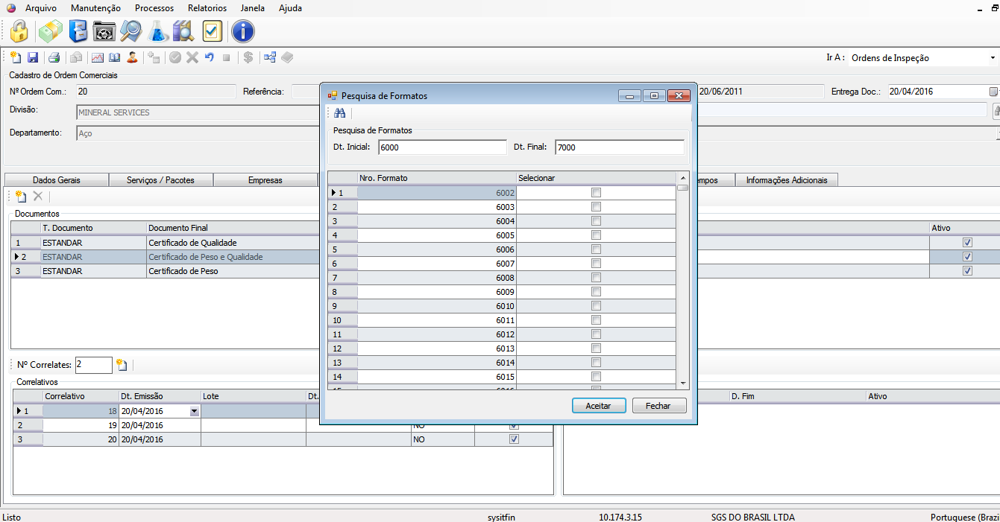 Arquivo Manutenção Processos Relatorios Janela Ajuda
Ir A : Ordens de Inspeção
Cadastro de Ordem Comerciais
Nº Ordem Com.: 20 Referência: 20/06/2011 Entrega Doc.: 20/04/2016
Divisão: MINERAL SERVICES
Departamento: Aço
Dados Gerais Serviços / Pacotes Empresas empos Informações Adicionais
Documentos
T. Documento Documento Final Ativo
1 ESTANDAR Certificado de Qualidade
2 ESTANDAR Certificado de Peso e Qualidade
3 ESTANDAR Certificado de Peso
Nº Correlates: 2
Correlativos
Correlativo Dt. Emissão Lote Dt. D. Fim Ativo
1 18 20/04/2016
2 19 20/04/2016 NO
3 20 20/04/2016 NO
Pesquisa de Formatos
Pesquisa de Formatos
Dt. Inicial: 6000 Dt. Final: 7000
Nro. Formato Selecionar
1 6002
2 6003
3 6004
4 6005
5 6006
6 6007
7 6008
8 6009
9 6010
10 6011
11 6012
12 6013
13 6014
14 6015
15 6016
Aceitar Fechar
Listo sysitfin 10.174.3.15 SGS DO BRASIL LTDA Portuguese (Brazi